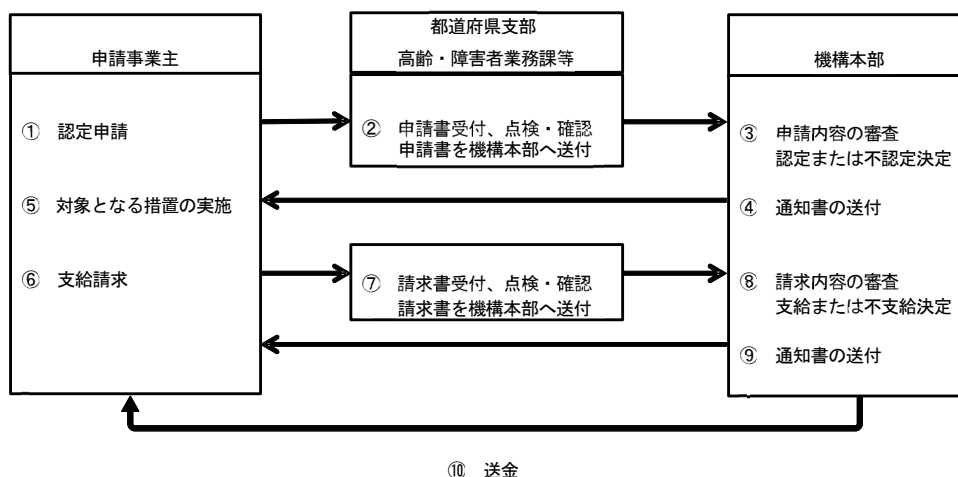 申請事業主
① 認定申請
⑤ 対象となる措置の実施
⑥ 支給請求
都道府県支部
高齢・障害者業務課等
② 申請書受付、点検・確認
申請書を機構本部へ送付
⑦ 請求書受付、点検・確認
請求書を機構本部へ送付
機構本部
③ 申請内容の審査
認定または不認定決定
④ 通知書の送付
⑧ 請求内容の審査
支給または不支給決定
⑨ 通知書の送付
⑩ 送金